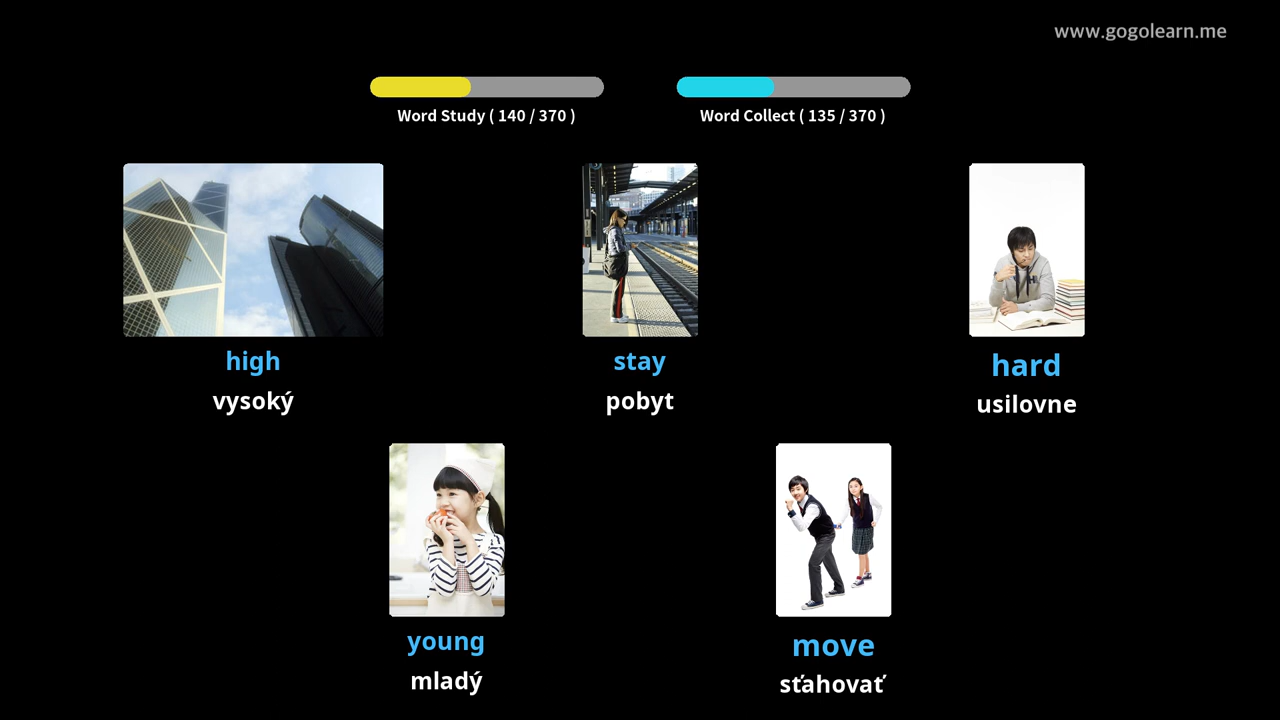 www.gogolearn.me
Word Study ( 140 / 370 )
Word Collect ( 135 / 370 )
high
vysoký
stay
pobyt
hard
usilovne
young
mladý
move
sťahovať